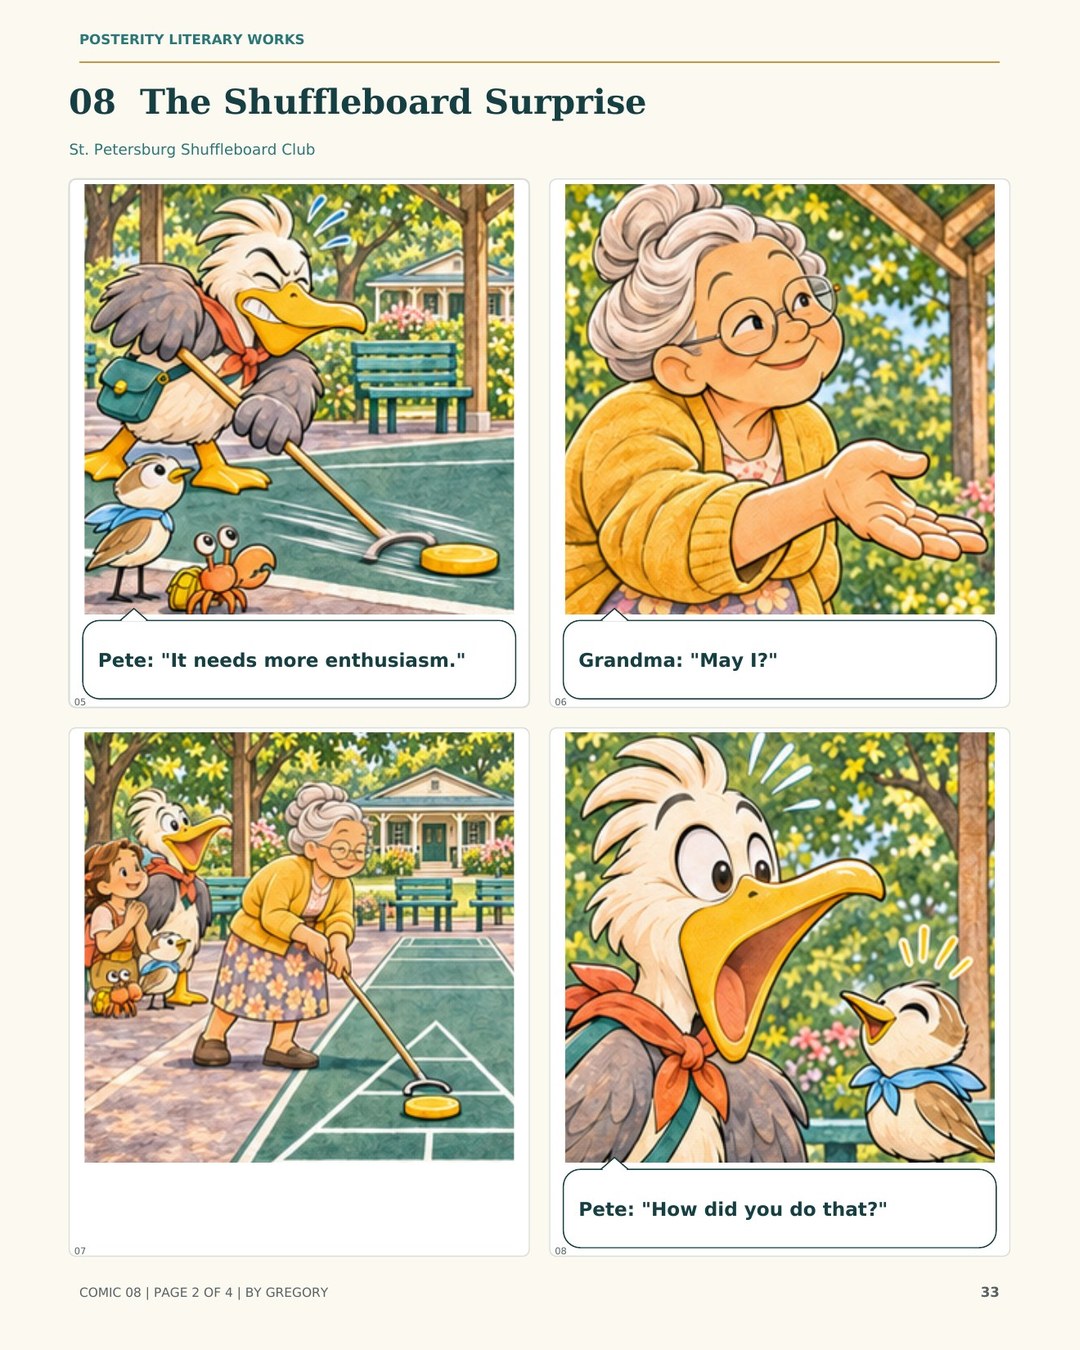 POSTERITY LITERARY WORKS
08 The Shuffleboard Surprise
St. Petersburg Shuffleboard Club
Pete: "It needs more enthusiasm."
05
Grandma: "May I?"
06
07
Pete: "How did you do that?"
08
COMIC 08 | PAGE 2 OF 4 | BY GREGORY
33